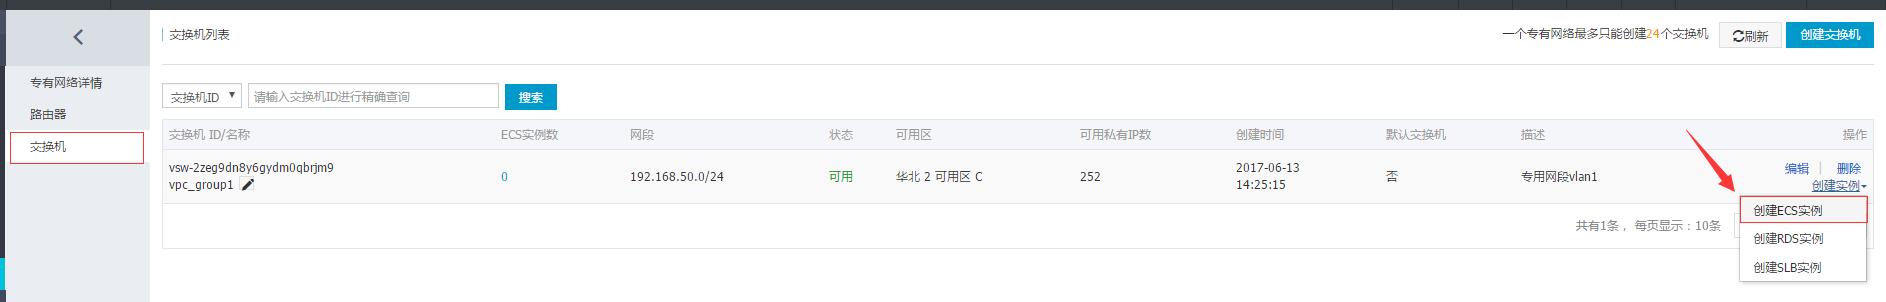 交换机列表
一个专有网络最多只能创建24个交换机
刷新
创建交换机
专有网络详情
路由器
交换机
交换机ID
请输入交换机ID进行精确查询
搜索
交换机 ID/名称 ECS实例数 网段 状态 可用区 可用私有IP数 创建时间 默认交换机 描述 操作
vsw-2zeg9dn8y6gydm0qbrjm9
vpc_group1
0
192.168.50.0/24
可用
华北 2 可用区 C
252
2017-06-13
14:25:15
否
专用网段vlan1
编辑 | 删除
创建实例
共有1条， 每页显示：10条
创建ECS实例
创建RDS实例
创建SLB实例